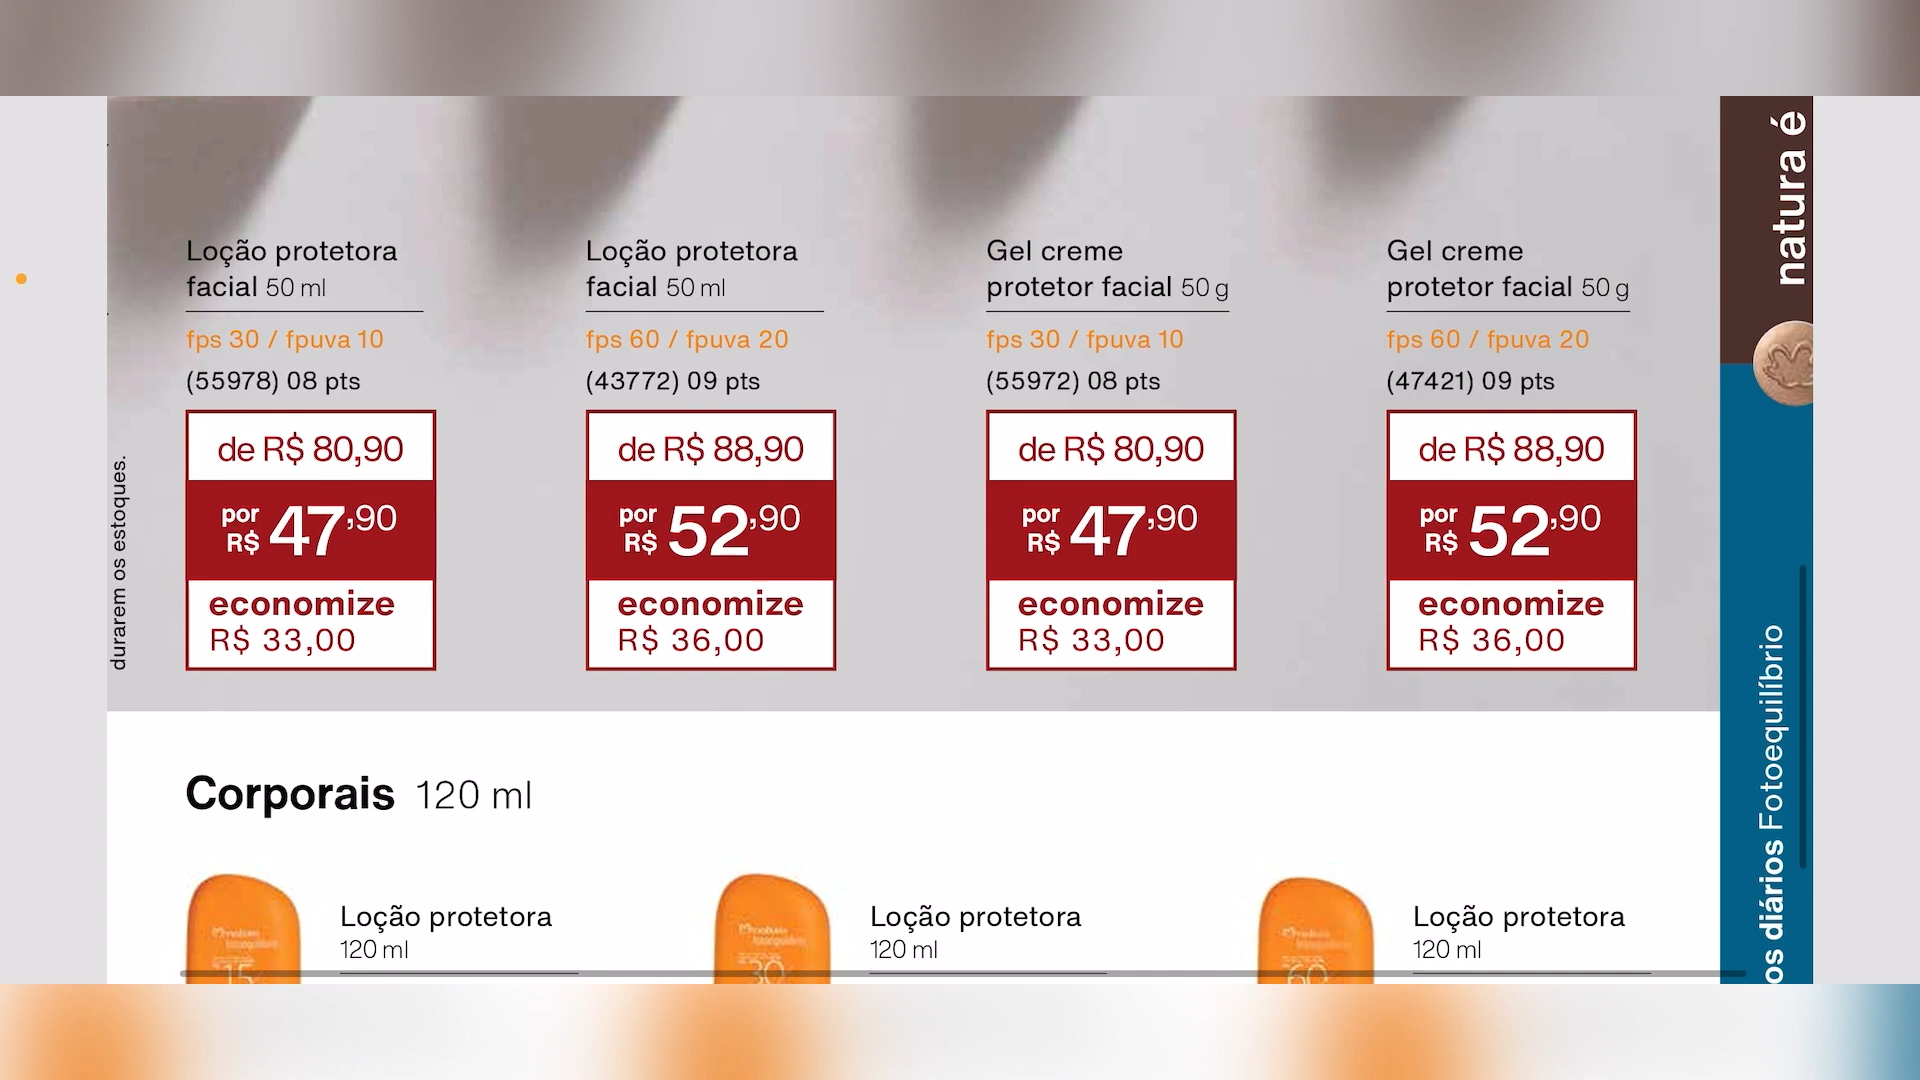 Loção protetora
facial 50 ml
fps 30 / fpuva 10
(55978) 08 pts
de R$ 80,90
por
R$ 47,90
economize
R$ 33,00
Loção protetora
facial 50 ml
fps 60 / fpuva 20
(43772) 09 pts
de R$ 88,90
por
R$ 52,90
economize
R$ 36,00
Gel creme
protetor facial 50 g
fps 30 / fpuva 10
(55972) 08 pts
de R$ 80,90
por
R$ 47,90
economize
R$ 33,00
Gel creme
protetor facial 50 g
fps 60 / fpuva 20
(47421) 09 pts
de R$ 88,90
por
R$ 52,90
economize
R$ 36,00
durarem os estoques.
Corporais 120 ml
15
Loção protetora
120 ml
30
Loção protetora
120 ml
60
Loção protetora
120 ml
natura é
os diários Fotoequilíbrio